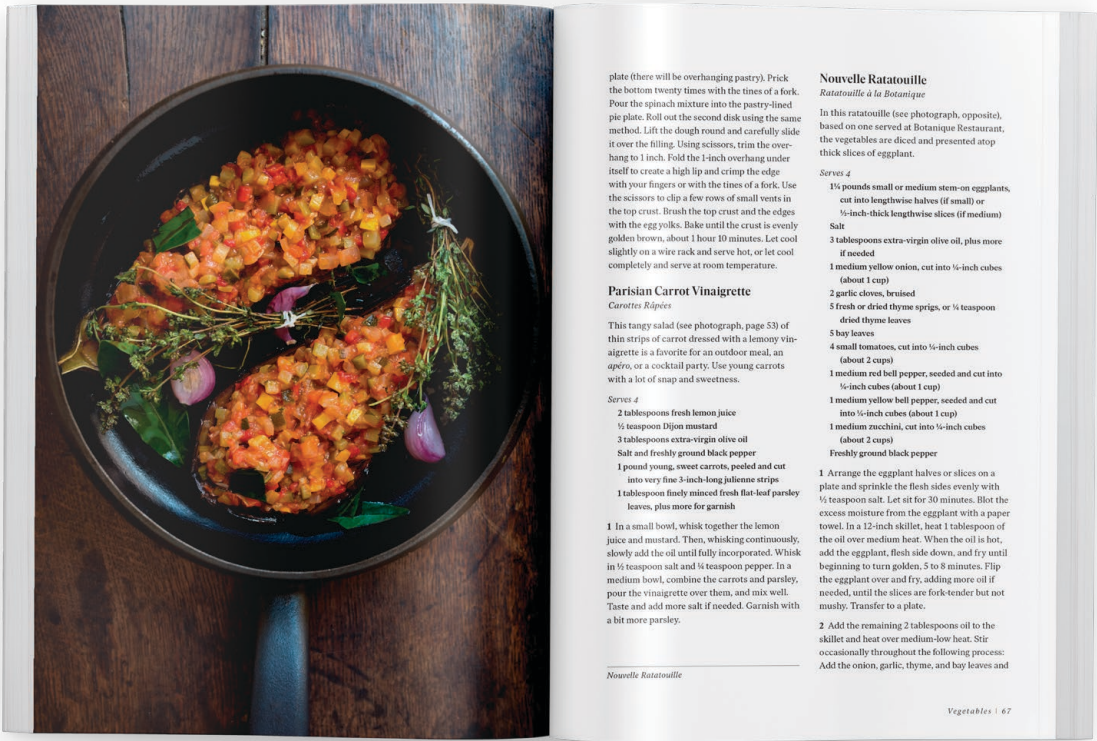 plate (there will be overhanging pastry). Prick
the bottom twenty times with the tines of a fork.
Pour the spinach mixture into the pastry-lined
pie plate. Roll out the second disk using the same
method. Lift the dough round and carefully slide
it over the filling. Using scissors, trim the over-
hang to 1 inch. Fold the 1-inch overhang under
itself to create a high lip and crimp the edge
with your fingers or with the tines of a fork. Use
the scissors to clip a few rows of small vents in
the top crust. Brush the top crust and the edges
with the egg yolks. Bake until the crust is evenly
golden brown, about 1 hour 10 minutes. Let cool
slightly on a wire rack and serve hot, or let cool
completely and serve at room temperature.
Parisian Carrot Vinaigrette
Carottes Râpées
This tangy salad (see photograph, page 53) of
thin strips of carrot dressed with a lemony vin-
aigrette is a favorite for an outdoor meal, an
apéro, or a cocktail party. Use young carrots
with a lot of snap and sweetness.
Serves 4
2 tablespoons fresh lemon juice
½ teaspoon Dijon mustard
3 tablespoons extra-virgin olive oil
Salt and freshly ground black pepper
1 pound young, sweet carrots, peeled and cut
into very fine 3-inch-long julienne strips
1 tablespoon finely minced fresh flat-leaf parsley
leaves, plus more for garnish
1 In a small bowl, whisk together the lemon
juice and mustard. Then, whisking continuously,
slowly add the oil until fully incorporated. Whisk
in ½ teaspoon salt and ¼ teaspoon pepper. In a
medium bowl, combine the carrots and parsley,
pour the vinaigrette over them, and mix well.
Taste and add more salt if needed. Garnish with
a bit more parsley.
Nouvelle Ratatouille
Nouvelle Ratatouille
Ratatouille à la Botanique
In this ratatouille (see photograph, opposite),
based on one served at Botanique Restaurant,
the vegetables are diced and presented atop
thick slices of eggplant.
Serves 4
1¼ pounds small or medium stem-on eggplants,
cut into lengthwise halves (if small) or
½-inch-thick lengthwise slices (if medium)
Salt
3 tablespoons extra-virgin olive oil, plus more
if needed
1 medium yellow onion, cut into ¼-inch cubes
(about 1 cup)
2 garlic cloves, bruised
5 fresh or dried thyme sprigs, or ¼ teaspoon
dried thyme leaves
5 bay leaves
4 small tomatoes, cut into ¼-inch cubes
(about 2 cups)
1 medium red bell pepper, seeded and cut into
¼-inch cubes (about 1 cup)
1 medium yellow bell pepper, seeded and cut
into ¼-inch cubes (about 1 cup)
1 medium zucchini, cut into ¼-inch cubes
(about 2 cups)
Freshly ground black pepper
1 Arrange the eggplant halves or slices on a
plate and sprinkle the flesh sides evenly with
½ teaspoon salt. Let sit for 30 minutes. Blot the
excess moisture from the eggplant with a paper
towel. In a 12-inch skillet, heat 1 tablespoon of
the oil over medium heat. When the oil is hot,
add the eggplant, flesh side down, and fry until
beginning to turn golden, 5 to 8 minutes. Flip
the eggplant over and fry, adding more oil if
needed, until the slices are fork-tender but not
mushy. Transfer to a plate.
2 Add the remaining 2 tablespoons oil to the
skillet and heat over medium-low heat. Stir
occasionally throughout the following process:
Add the onion, garlic, thyme, and bay leaves and
Vegetables | 67